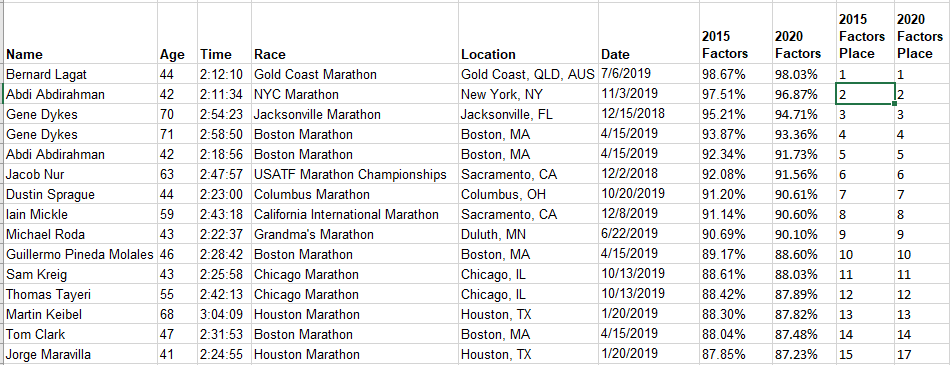 Name Age Time Race Location Date 2015 Factors 2020 Factors 2015 Factors Place 2020 Factors Place
Bernard Lagat 44 2:12:10 Gold Coast Marathon Gold Coast, QLD, AUS 7/6/2019 98.67% 98.03% 1 1
Abdi Abdirahman 42 2:11:34 NYC Marathon New York, NY 11/3/2019 97.51% 96.87% 2 2
Gene Dykes 70 2:54:23 Jacksonville Marathon Jacksonville, FL 12/15/2018 95.21% 94.71% 3 3
Gene Dykes 71 2:58:50 Boston Marathon Boston, MA 4/15/2019 93.87% 93.36% 4 4
Abdi Abdirahman 42 2:18:56 Boston Marathon Boston, MA 4/15/2019 92.34% 91.73% 5 5
Jacob Nur 63 2:47:57 USATF Marathon Championships Sacramento, CA 12/2/2018 92.08% 91.56% 6 6
Dustin Sprague 44 2:23:00 Columbus Marathon Columbus, OH 10/20/2019 91.20% 90.61% 7 7
Iain Mickle 59 2:43:18 California International Marathon Sacramento, CA 12/8/2019 91.14% 90.60% 8 8
Michael Roda 43 2:22:37 Grandma's Marathon Duluth, MN 6/22/2019 90.69% 90.10% 9 9
Guillermo Pineda Molales 46 2:28:42 Boston Marathon Boston, MA 4/15/2019 89.17% 88.60% 10 10
Sam Kreig 43 2:25:58 Chicago Marathon Chicago, IL 10/13/2019 88.61% 88.03% 11 11
Thomas Tayeri 55 2:42:13 Chicago Marathon Chicago, IL 10/13/2019 88.42% 87.89% 12 12
Martin Keibel 68 3:04:09 Houston Marathon Houston, TX 1/20/2019 88.30% 87.82% 13 13
Tom Clark 47 2:31:53 Boston Marathon Boston, MA 4/15/2019 88.04% 87.48% 14 14
Jorge Maravilla 41 2:24:55 Houston Marathon Houston, TX 1/20/2019 87.85% 87.23% 15 17